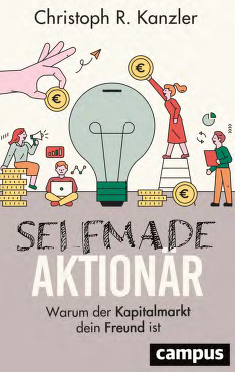 Christoph R. Kanzler
€
€
€
SELFMADE
AKTIONÄR
Warum der Kapitalmarkt
dein Freund ist
campus